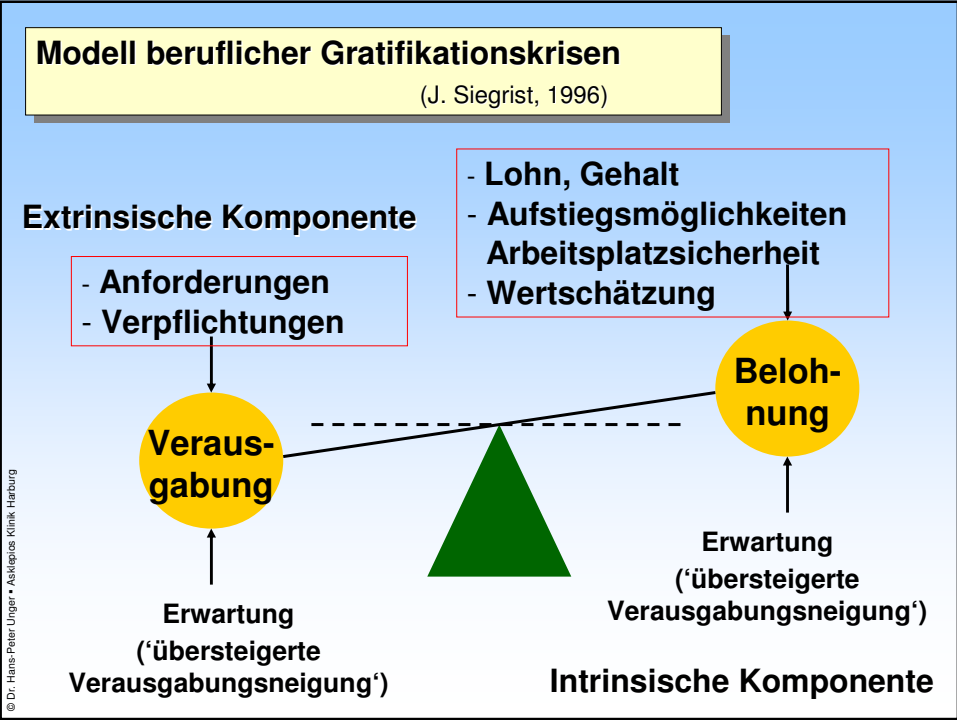 Modell beruflicher Gratifikationskrisen
(J. Siegrist, 1996)
Extrinsische Komponente
- Anforderungen
- Verpflichtungen
- Lohn, Gehalt
- Aufstiegsmöglichkeiten
Arbeitsplatzsicherheit
- Wertschätzung
Veraus-
gabung
Beloh-
nung
Erwartung
(‘übersteigerte
Verausgabungsneigung‘)
Erwartung
(‘übersteigerte
Verausgabungsneigung‘)
Intrinsische Komponente
© Dr. Hans-Peter Unger ▪ Asklepios Klinik Harburg